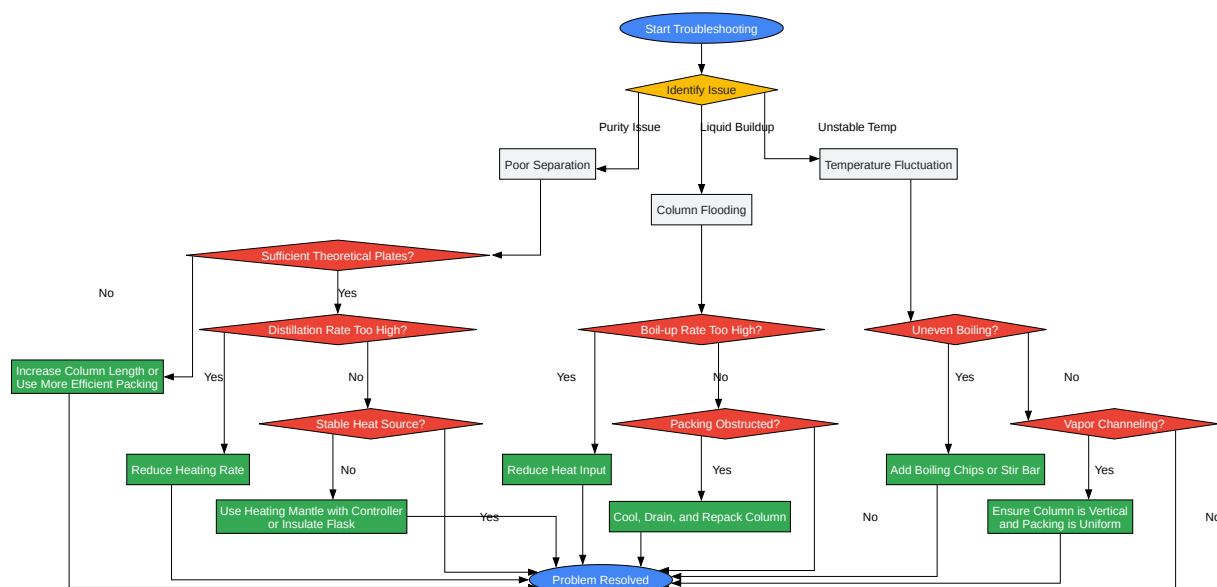 Start Troubleshooting
Identify Issue
Purity Issue
Liquid Buildup
Unstable Temp
Poor Separation
Temperature Fluctuation
Column Flooding
Sufficient Theoretical Plates?
No
Yes
Distillation Rate Too High?
Boil-up Rate Too High?
Uneven Boiling?
Increase Column Length or
Use More Efficient Packing
Yes
No
Yes
No
Yes
No
Stable Heat Source?
Packing Obstructed?
Vapor Channeling?
Reduce Heating Rate
No
Reduce Heat Input
Yes
Add Boiling Chips or Stir Bar
Yes
Use Heating Mantle with Controller
or Insulate Flask
Yes
Cool, Drain, and Repack Column
No
Ensure Column is Vertical
and Packing is Uniform
No
Problem Resolved